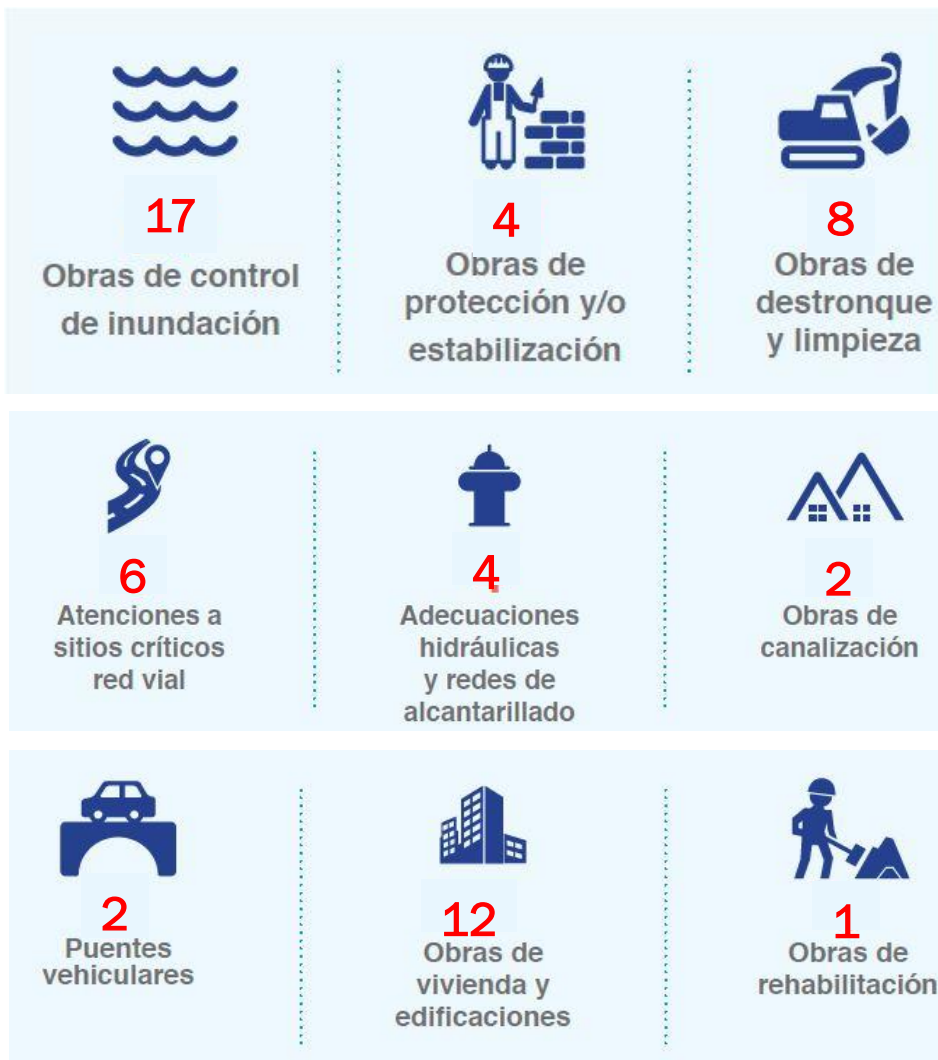 17
Obras de control
de inundación
4
Obras de
protección y/o
estabilización
8
Obras de
destronque
y limpieza
6
Atenciones a
sitios críticos
red vial
4
Adecuaciones
hidráulicas
y redes de
alcantarillado
2
Obras de
canalización
2
Puentes
vehiculares
12
Obras de
vivienda y
edificaciones
1
Obras de
rehabilitación